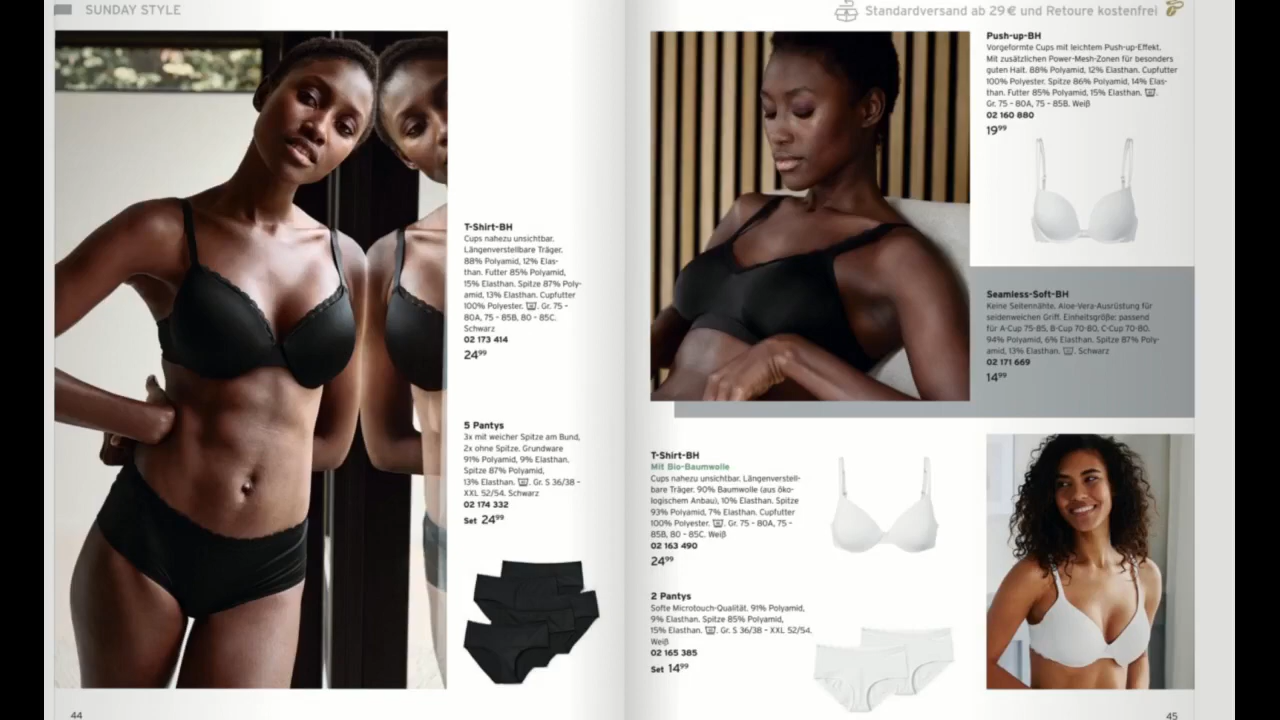 SUNDAY STYLE
Standardversand ab 29 € und Retoure kostenfrei
T-Shirt-BH
Cups nahezu unsichtbar.
Längenverstellbare Träger.
88% Polyamid, 12% Elas-
than. Futter 85% Polyamid,
15% Elasthan. Spitze 87% Poly-
amid, 13% Elasthan. Cupfutter
100% Polyester. Gr. 75 –
80A, 75 – 85B, 80 – 85C.
Schwarz
02 173 414
24⁹⁹
5 Pantys
3x mit weicher Spitze am Bund,
2x ohne Spitze. Grundware
91% Polyamid, 9% Elasthan.
Spitze 87% Polyamid,
13% Elasthan. Gr. S 36/38 –
XXL 52/54. Schwarz
02 174 332
Set 24⁹⁹
44
Push-up-BH
Vorgeformte Cups mit leichtem Push-up-Effekt.
Mit zusätzlichen Power-Mesh-Zonen für besonders
guten Halt. 88% Polyamid, 12% Elasthan. Cupfutter
100% Polyester. Spitze 86% Polyamid, 14% Elas-
than. Futter 85% Polyamid, 15% Elasthan.
Gr. 75 – 80A, 75 – 85B. Weiß
02 160 880
19⁹⁹
Seamless-Soft-BH
Keine Seitennähte. Aloe-Vera-Ausrüstung für
seidenweichen Griff. Einheitsgröße: passend
für A-Cup 75-85, B-Cup 70-80, C-Cup 70-80.
94% Polyamid, 6% Elasthan. Spitze 87% Poly-
amid, 13% Elasthan. Schwarz
02 171 669
14⁹⁹
T-Shirt-BH
Mit Bio-Baumwolle
Cups nahezu unsichtbar. Längenverstell-
bare Träger. 90% Baumwolle (aus öko-
logischem Anbau), 10% Elasthan. Spitze
93% Polyamid, 7% Elasthan. Cupfutter
100% Polyester. Gr. 75 – 80A, 75 –
85B, 80 – 85C. Weiß
02 163 490
24⁹⁹
2 Pantys
Softe Microtouch-Qualität. 91% Polyamid,
9% Elasthan. Spitze 85% Polyamid,
15% Elasthan. Gr. S 36/38 – XXL 52/54.
Weiß
02 165 385
Set 14⁹⁹
45